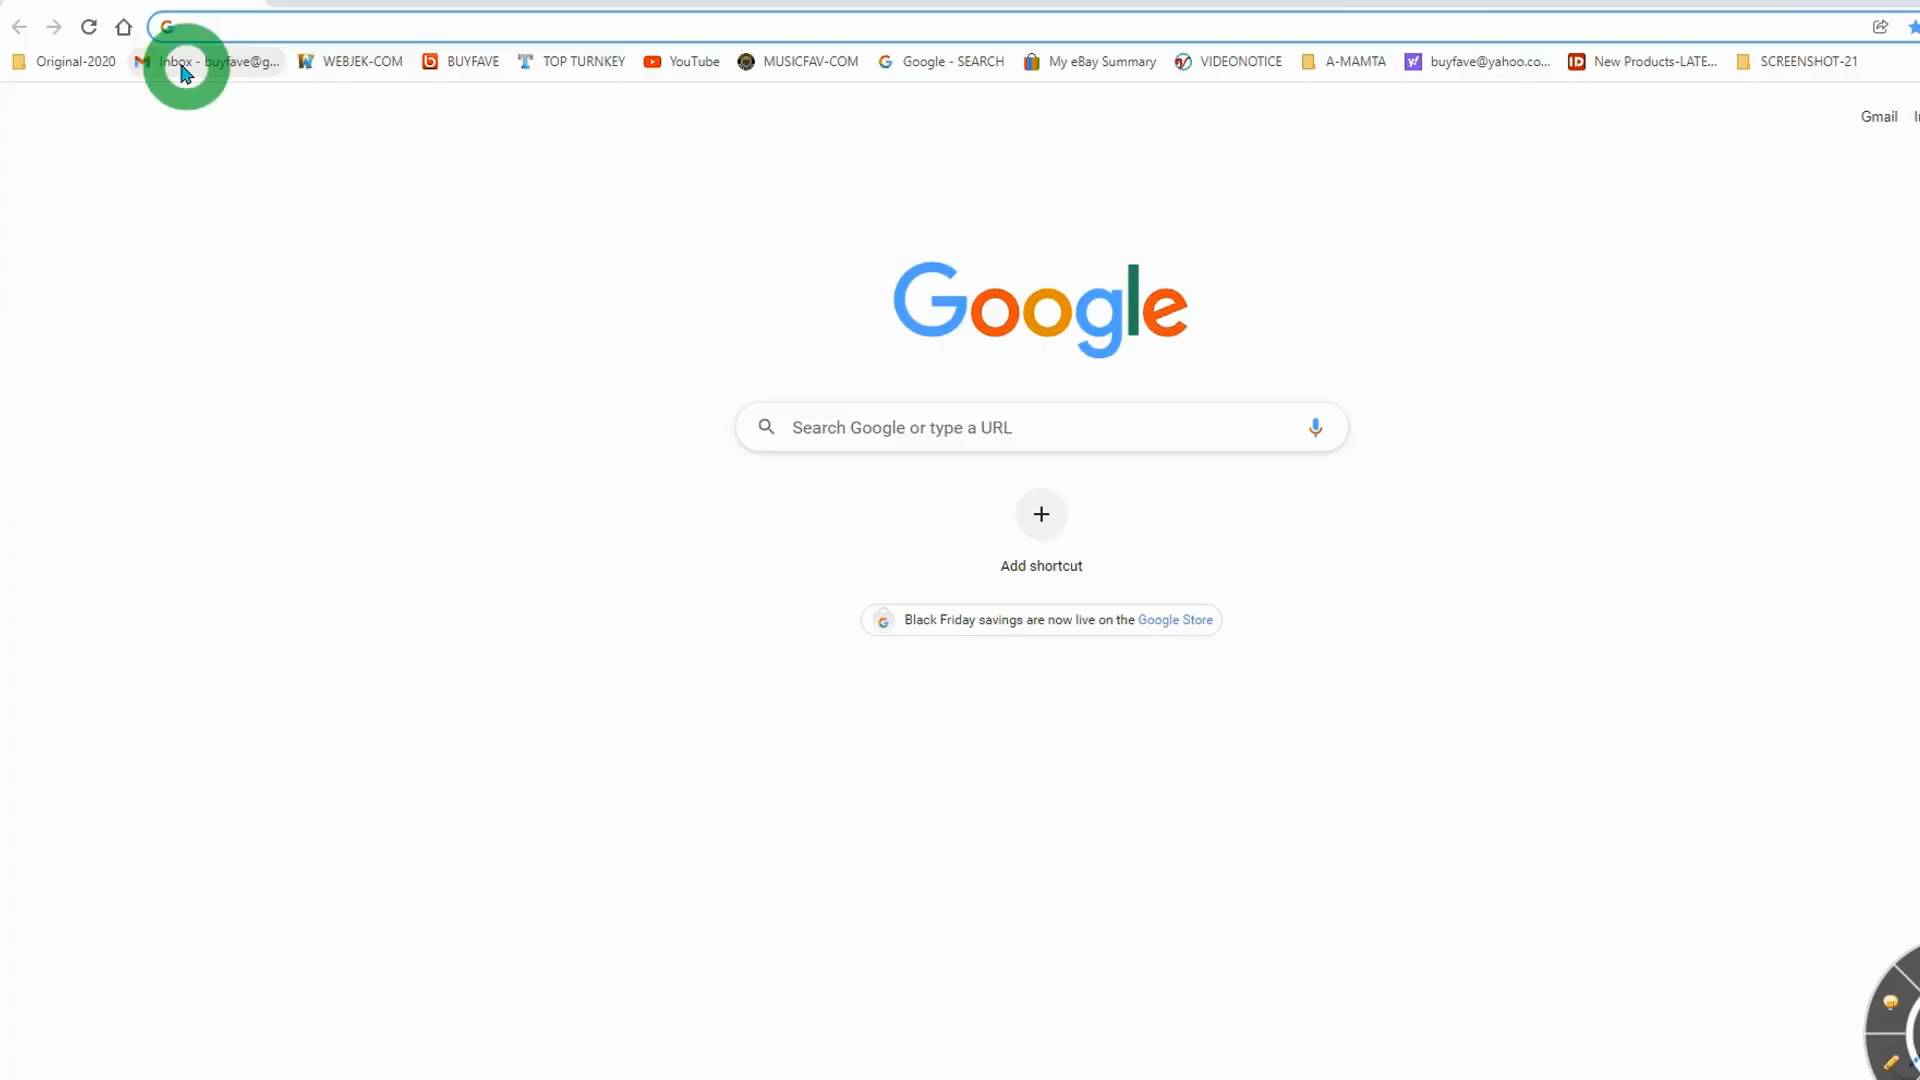 Original-2020 Inbox - buyfave@g... WEBJEK-COM BUYFAVE TOP TURNKEY YouTube MUSICFAV-COM Google - SEARCH My eBay Summary VIDEONOTICE A-MAMTA buyfave@yahoo.co... New Products-LATE... SCREENSHOT-21
Gmail
Google
Search Google or type a URL
Add shortcut
Black Friday savings are now live on the Google Store